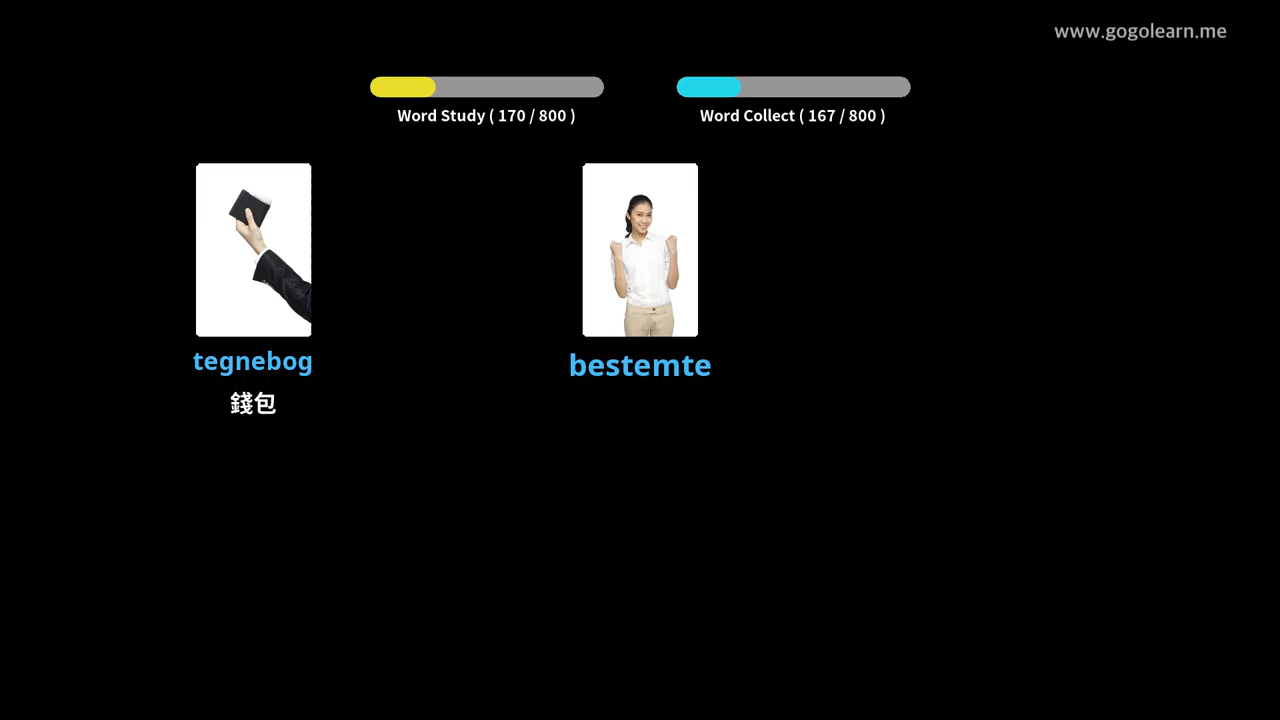 www.gogolearn.me
Word Study ( 170 / 800 )
Word Collect ( 167 / 800 )
tegnebog
錢包
bestemte